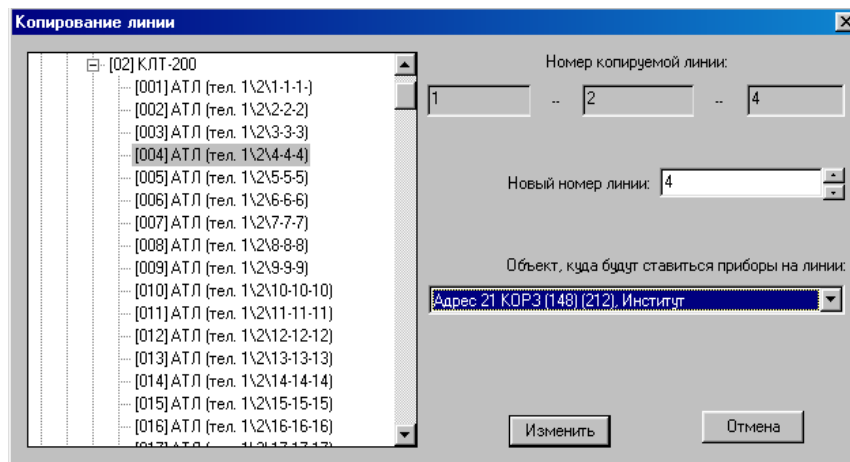 Копирование линии
[02] КЛТ-200
[001] АТЛ (тел. 1\2\1-1-1-)
[002] АТЛ (тел. 1\2\2-2-2)
[003] АТЛ (тел. 1\2\3-3-3)
[004] АТЛ (тел. 1\2\4-4-4)
[005] АТЛ (тел. 1\2\5-5-5)
[006] АТЛ (тел. 1\2\6-6-6)
[007] АТЛ (тел. 1\2\7-7-7)
[008] АТЛ (тел. 1\2\8-8-8)
[009] АТЛ (тел. 1\2\9-9-9)
[010] АТЛ (тел. 1\2\10-10-10)
[011] АТЛ (тел. 1\2\11-11-11)
[012] АТЛ (тел. 1\2\12-12-12)
[013] АТЛ (тел. 1\2\13-13-13)
[014] АТЛ (тел. 1\2\14-14-14)
[015] АТЛ (тел. 1\2\15-15-15)
[016] АТЛ (тел. 1\2\16-16-16)
[017] АТЛ (тел. 1\2\17-17-17)
Номер копируемой линии:
1 -- 2 -- 4
Новый номер линии: 4
Объект, куда будут ставиться приборы на линии:
Адрес 21 КОРЗ (148) (212), Институт
Изменить
Отмена